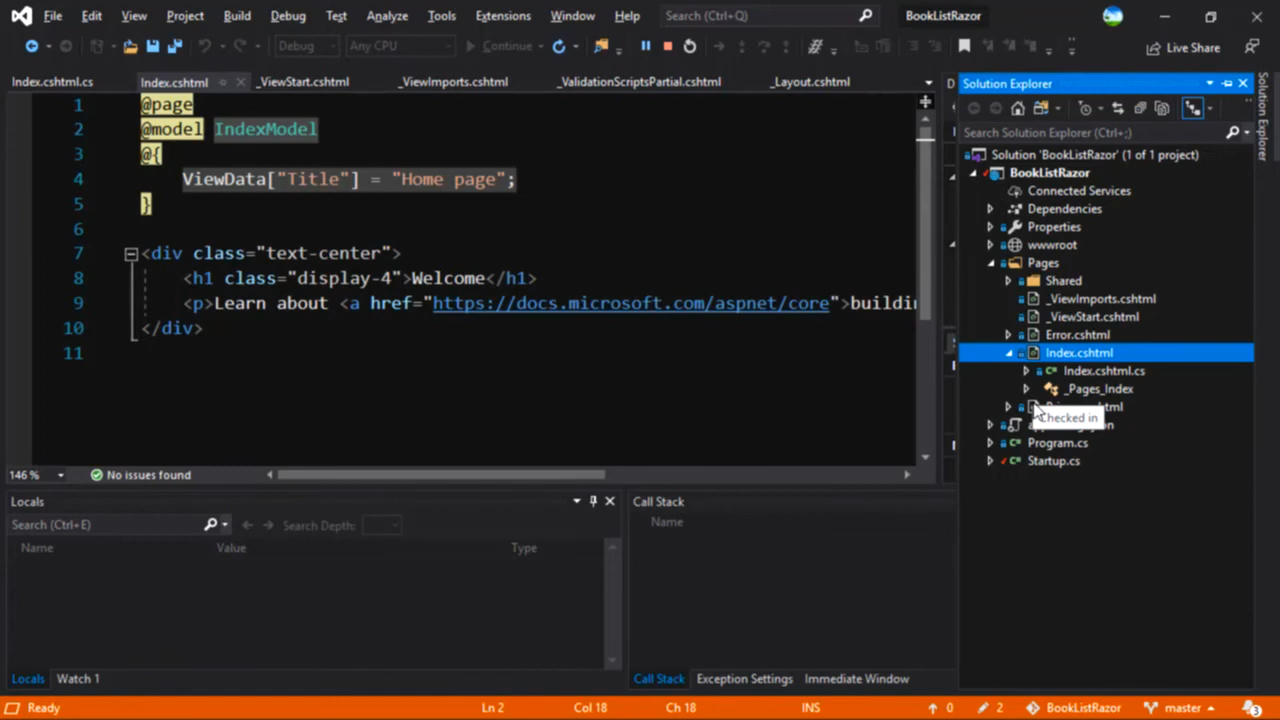 File Edit View Project Build Debug Test Analyze Tools Extensions Window Help Search (Ctrl+Q) BookListRazor
Debug Any CPU Continue Live Share
Index.cshtml.cs Index.cshtml _ViewStart.cshtml _ViewImports.cshtml _ValidationScriptsPartial.cshtml _Layout.cshtml
1 @page
2 @model IndexModel
3 @{
4 ViewData["Title"] = "Home page";
5 }
6
7 <div class="text-center">
8 <h1 class="display-4">Welcome</h1>
9 <p>Learn about <a href="https://docs.microsoft.com/aspnet/core">buildin
10 </div>
11
146 % No issues found
Locals
Search (Ctrl+E) Search Depth:
Name Value Type
Locals Watch 1
Call Stack
Name
Call Stack Exception Settings Immediate Window
Solution Explorer
Search Solution Explorer (Ctrl+;)
Solution 'BookListRazor' (1 of 1 project)
BookListRazor
Connected Services
Dependencies
Properties
wwwroot
Pages
Shared
_ViewImports.cshtml
_ViewStart.cshtml
Error.cshtml
Index.cshtml
Index.cshtml.cs
_Pages_Index
Checked in
Program.cs
Startup.cs
Solution Explorer
Ready Ln 2 Col 18 Ch 18 INS 0 2 BookListRazor master 3